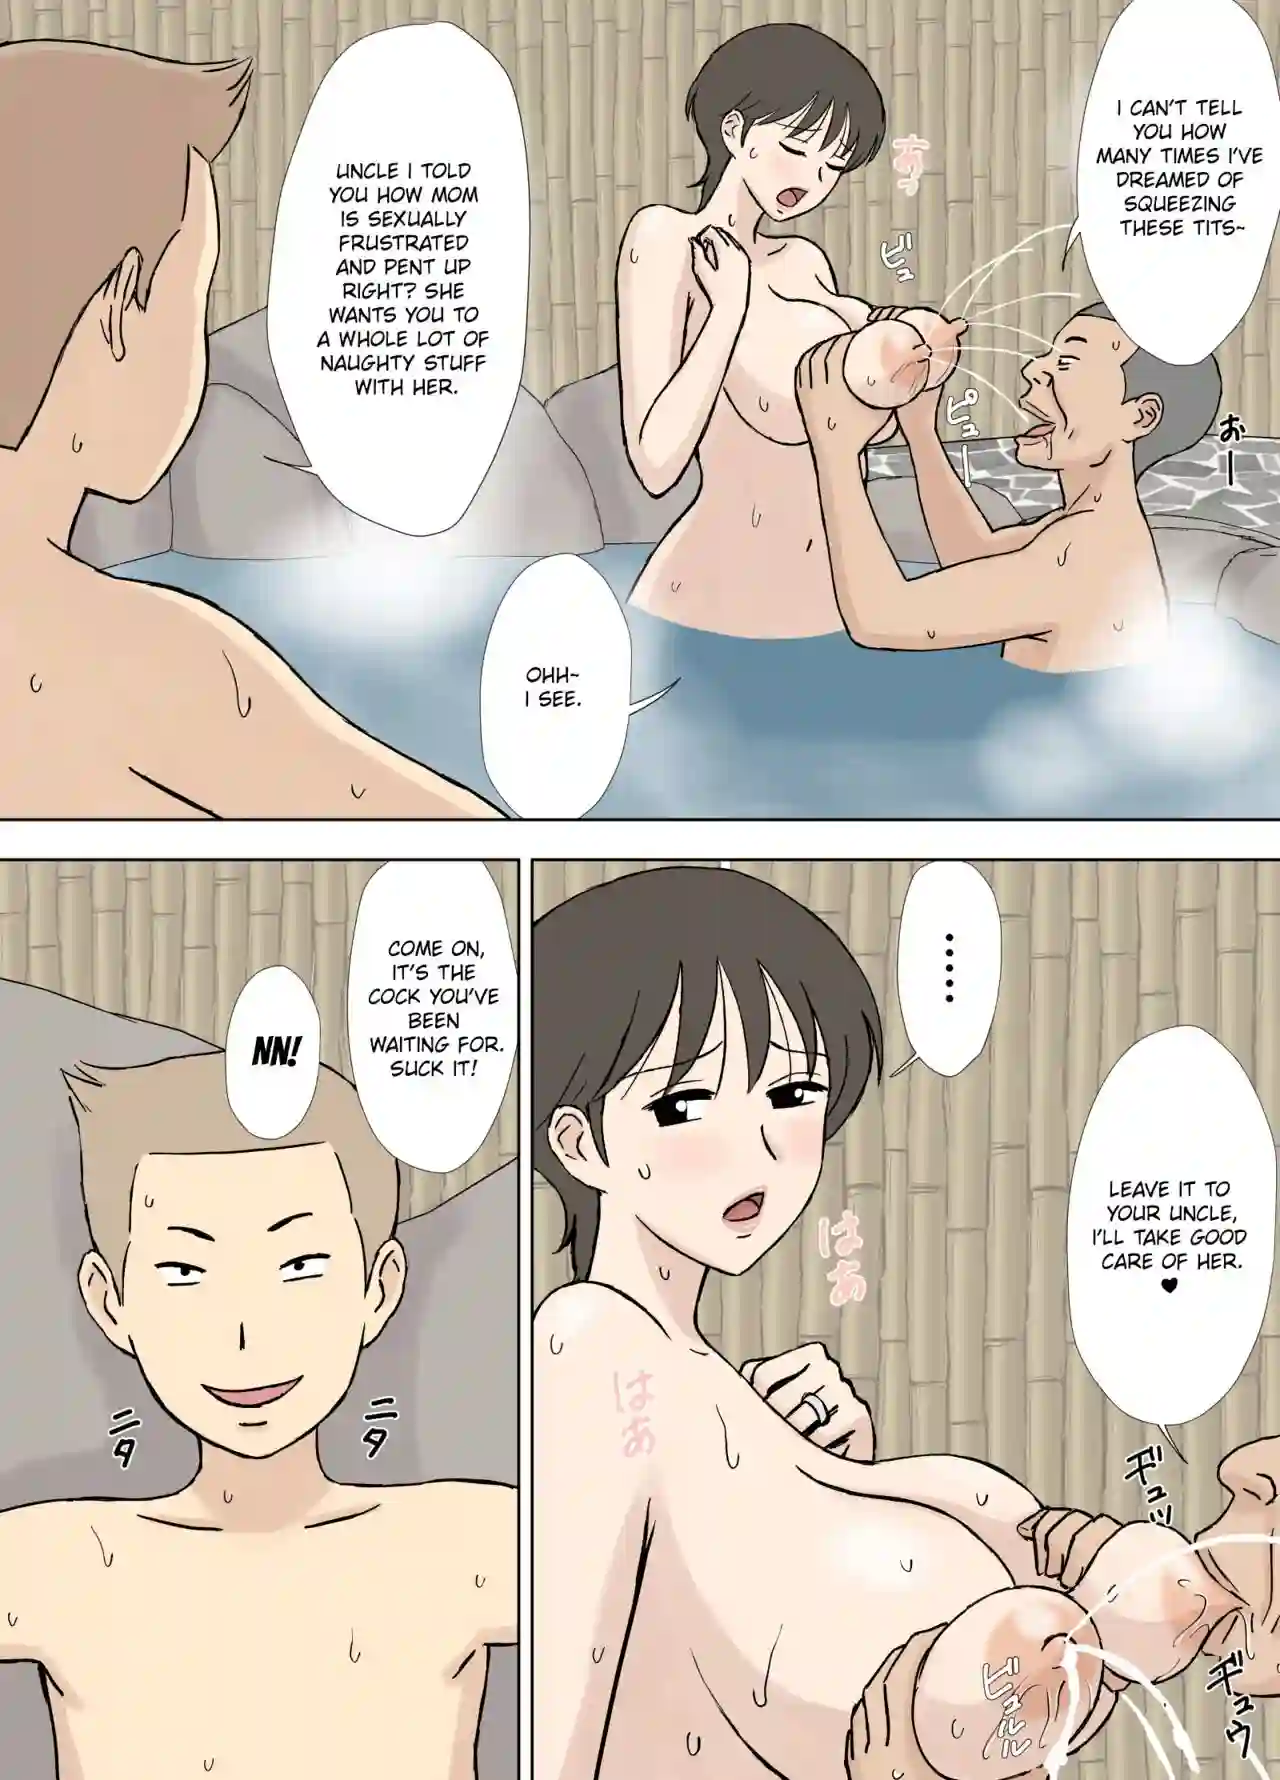 I CAN'T TELL
YOU HOW
MANY TIMES I'VE
DREAMED OF
SQUEEZING
THESE TITS~
あっ
ビュ
ピュー
おー
UNCLE I TOLD
YOU HOW MOM
IS SEXUALLY
FRUSTRATED
AND PENT UP
RIGHT? SHE
WANTS YOU TO
A WHOLE LOT OF
NAUGHTY STUFF
WITH HER.
OHH~
I SEE.
LEAVE IT TO
YOUR UNCLE,
I'LL TAKE GOOD
CARE OF HER.
♥
.....
はぁ
はぁ
ギュッ
ギュウ
ビュルル
COME ON,
IT'S THE
COCK YOU'VE
BEEN
WAITING FOR.
SUCK IT!
NN!
ニタ
ニタ